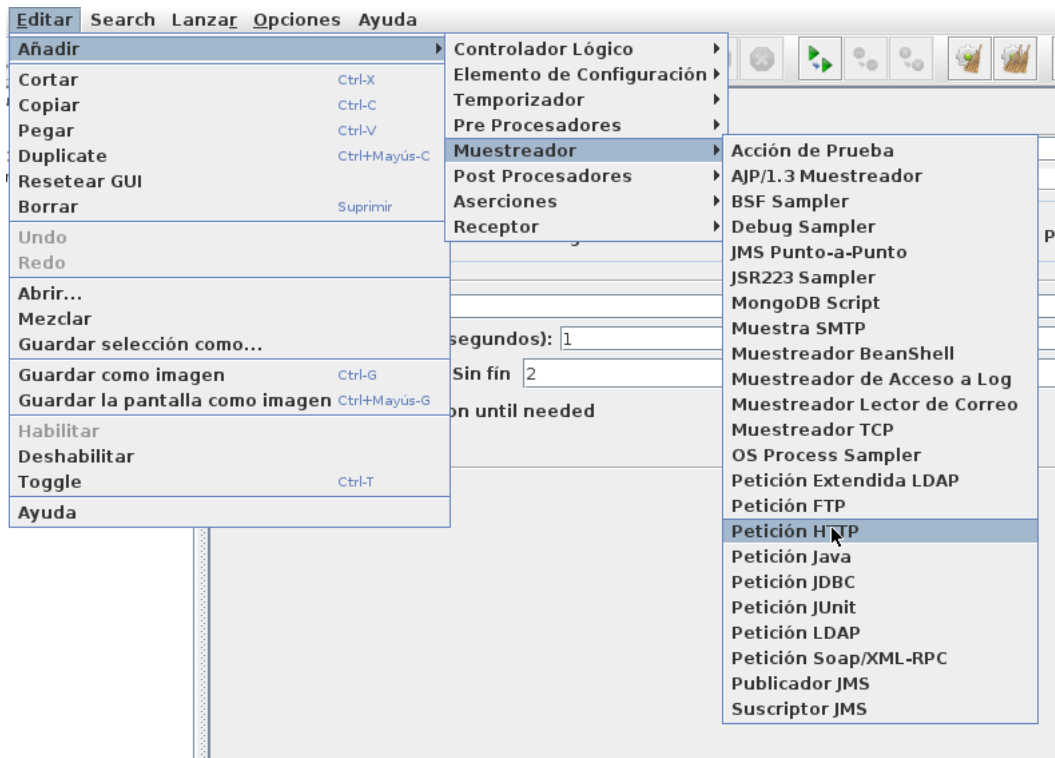 Editar Search Lanzar Opciones Ayuda
Añadir
Cortar Ctrl-X
Copiar Ctrl-C
Pegar Ctrl-V
Duplicate Ctrl+Mayús-C
Resetear GUI
Borrar Suprimir
Undo
Redo
Abrir...
Mezclar
Guardar selección como...
Guardar como imagen Ctrl-G
Guardar la pantalla como imagen Ctrl+Mayús-G
Habilitar
Deshabilitar
Toggle Ctrl-T
Ayuda
Controlador Lógico
Elemento de Configuración
Temporizador
Pre Procesadores
Muestreador
Post Procesadores
Aserciones
Receptor
segundos): 1
Sin fín 2
on until needed
Acción de Prueba
AJP/1.3 Muestreador
BSF Sampler
Debug Sampler
JMS Punto-a-Punto
JSR223 Sampler
MongoDB Script
Muestra SMTP
Muestreador BeanShell
Muestreador de Acceso a Log
Muestreador Lector de Correo
Muestreador TCP
OS Process Sampler
Petición Extendida LDAP
Petición FTP
Petición HTTP
Petición Java
Petición JDBC
Petición JUnit
Petición LDAP
Petición Soap/XML-RPC
Publicador JMS
Suscriptor JMS